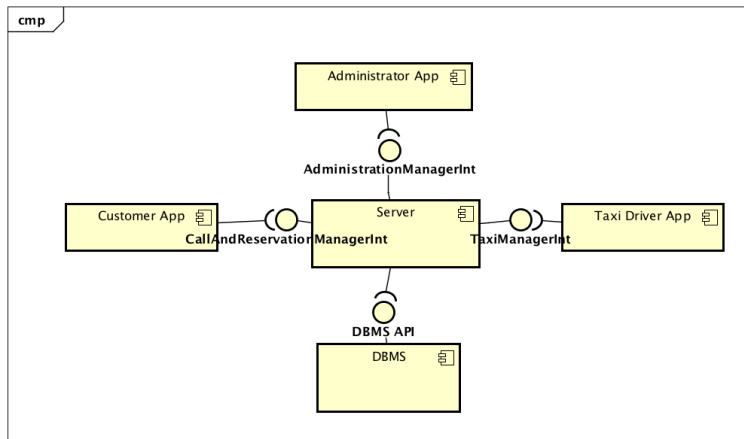 cmp
Administrator App
AdministrationManagerInt
Customer App
Server
Taxi Driver App
CallAndReservationManagerInt
TaxiManagerInt
DBMS API
DBMS